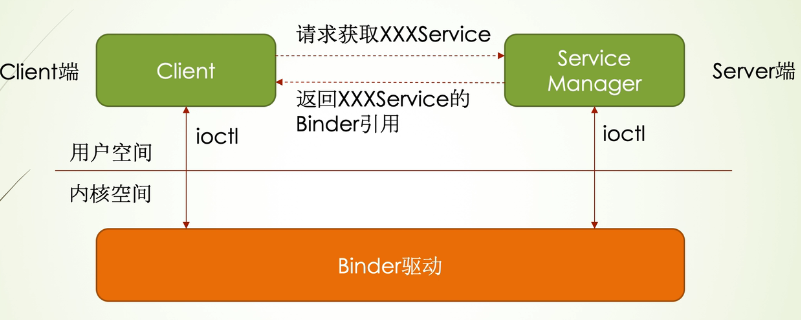 请求获取XXXService
Client端
Client
Service
Manager
Server端
返回XXXService的
Binder引用
ioctl
ioctl
用户空间
内核空间
Binder驱动